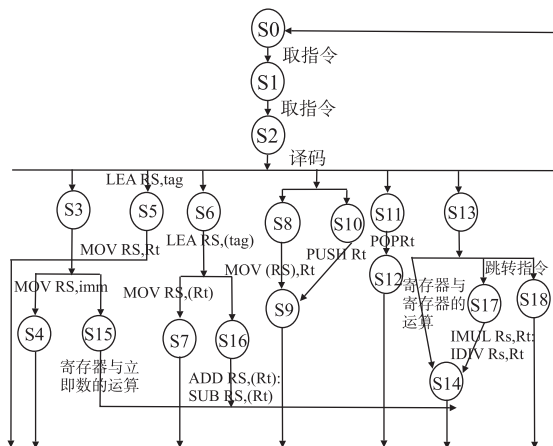 S0
取指令
S1
取指令
S2
译码
LEA RS,tag
S3
S5
S6
S8
S10
S11
S13
MOV RS,Rt
LEA RS,(tag)
PUSH Rt
POPRt
MOV RS,imm
MOV RS,(Rt)
MOV (RS),Rt
S12
寄存器与
寄存器的
运算
跳转指令
S4
S15
S7
S16
S9
S17
S18
寄存器与立
即数的运算
ADD RS,(Rt):
SUB RS,(Rt)
IMUL Rs,Rt:
IDIV Rs,Rt
S14